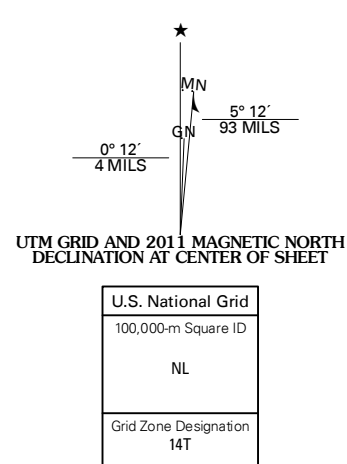 ★
MN
5° 12´
93 MILS
GN
0° 12´
4 MILS
UTM GRID AND 2011 MAGNETIC NORTH
DECLINATION AT CENTER OF SHEET
U.S. National Grid
100,000-m Square ID
NL
Grid Zone Designation
14T